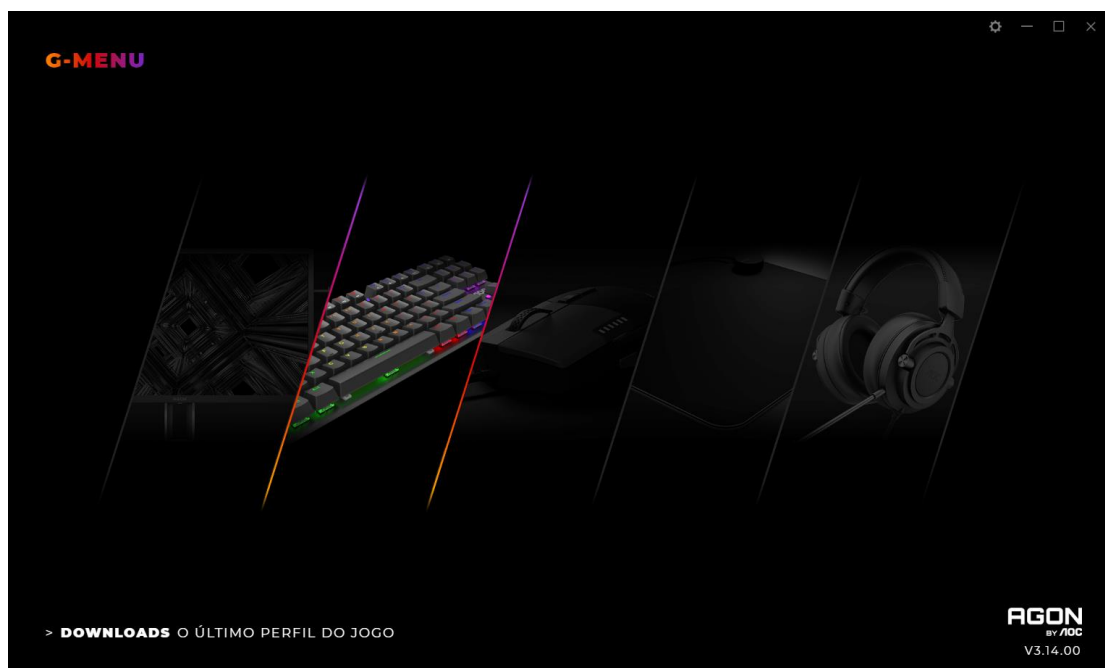 G-MENU
> DOWNLOADS O ÚLTIMO PERFIL DO JOGO
AGON
BY AOC
V3.14.00